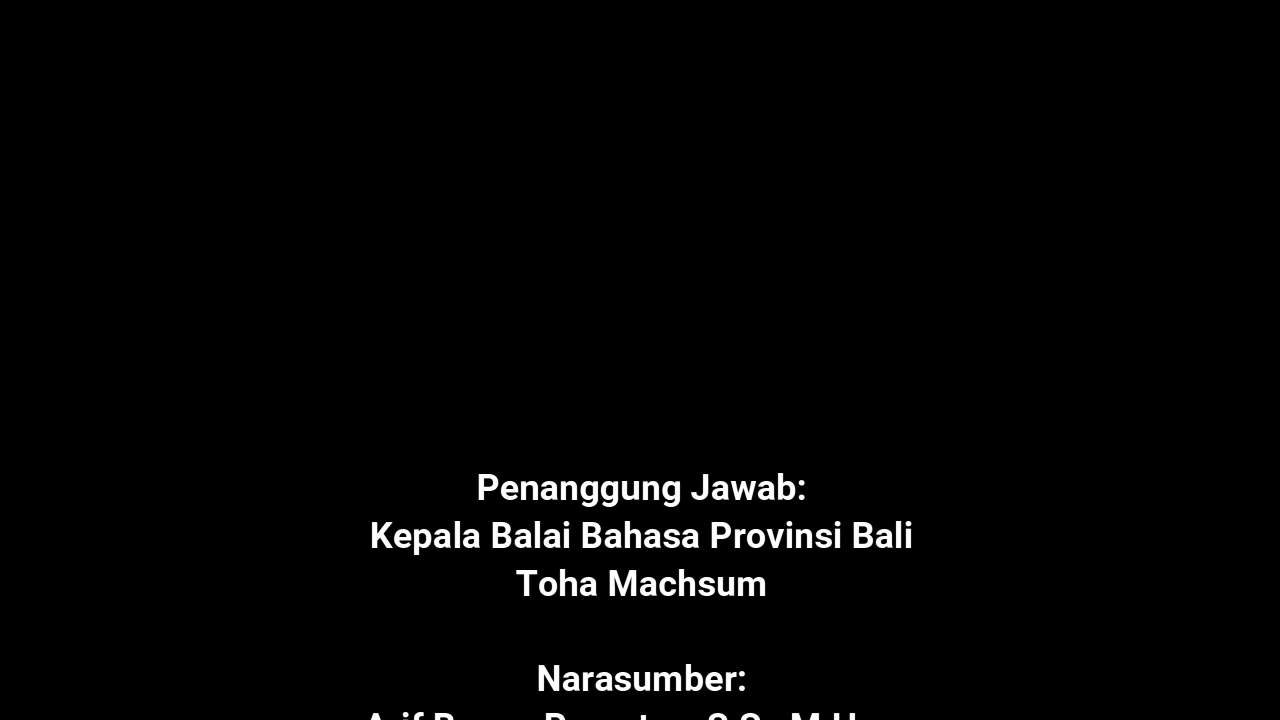 Penanggung Jawab:
Kepala Balai Bahasa Provinsi Bali
Toha Machsum
Narasumber: